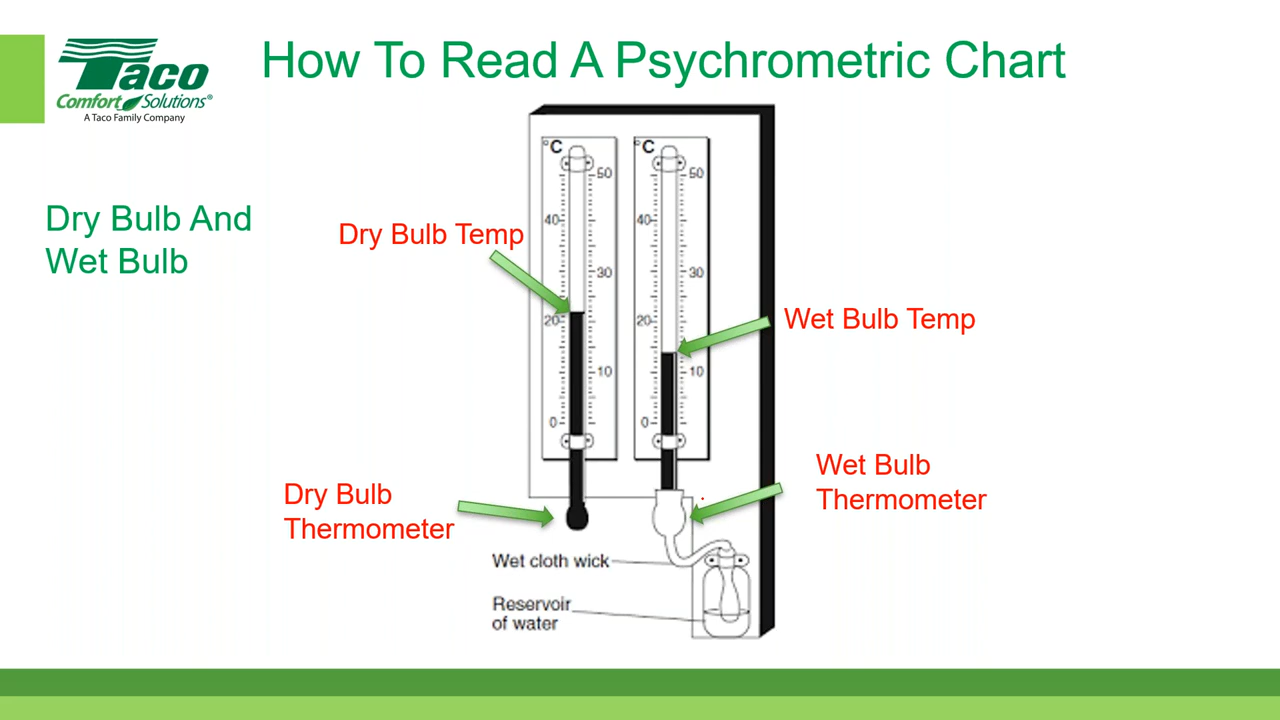 How To Read A Psychrometric Chart
Taco
Comfort Solutions®
A Taco Family Company
Dry Bulb And
Wet Bulb
Dry Bulb Temp
Wet Bulb Temp
°C
50
40
30
20
10
0
°C
50
40
30
20
10
0
Dry Bulb
Thermometer
Wet Bulb
Thermometer
Wet cloth wick
Reservoir
of water